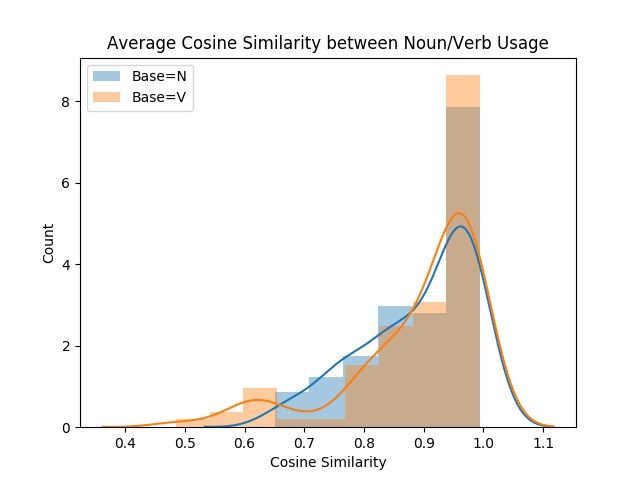 Average Cosine Similarity between Noun/Verb Usage
Base=N
Base=V
8
6
4
2
0
Count
0.4 0.5 0.6 0.7 0.8 0.9 1.0 1.1
Cosine Similarity